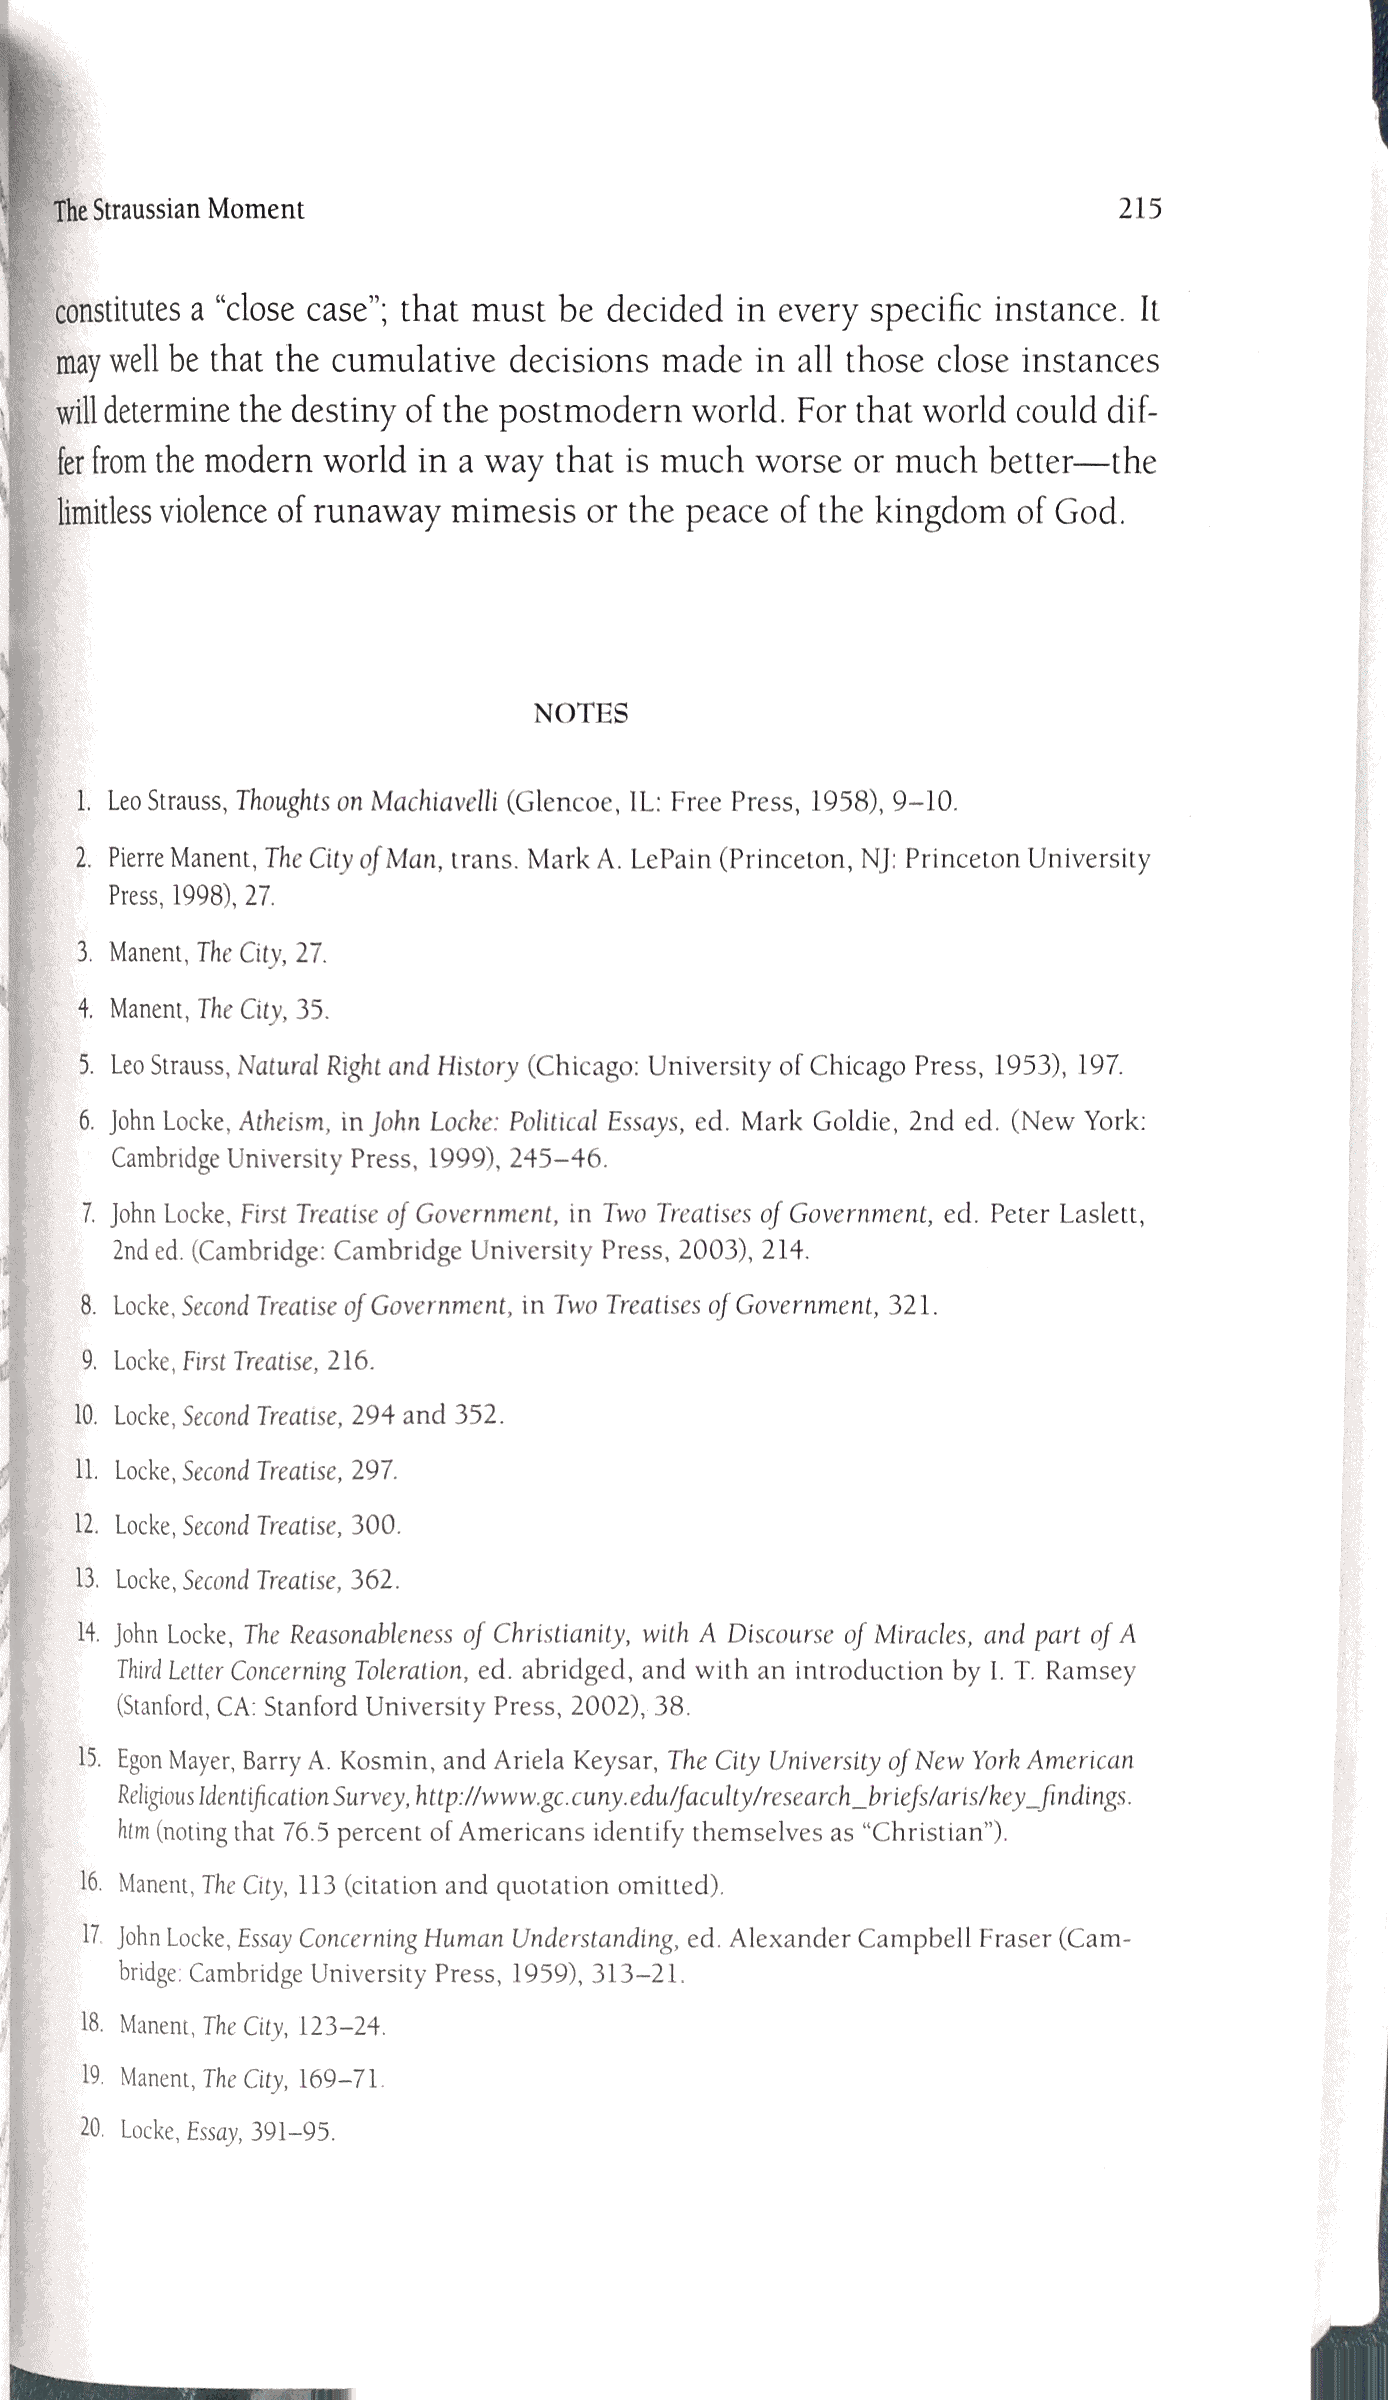 The Straussian Moment 215
constitutes a “close case”; that must be decided in every specific instance. It
may well be that the cumulative decisions made in all those close instances
will determine the destiny of the postmodern world. For that world could dif-
fer from the modern world in a way that is much worse or much better—the
limitless violence of runaway mimesis or the peace of the kingdom of God.
NOTES
1. Leo Strauss, Thoughts on Machiavelli (Glencoe, IL: Free Press, 1958), 9–10.
2. Pierre Manent, The City of Man, trans. Mark A. LePain (Princeton, NJ: Princeton University
Press, 1998), 27.
3. Manent, The City, 27.
4. Manent, The City, 35.
5. Leo Strauss, Natural Right and History (Chicago: University of Chicago Press, 1953), 197.
6. John Locke, Atheism, in John Locke: Political Essays, ed. Mark Goldie, 2nd ed. (New York:
Cambridge University Press, 1999), 245–46.
7. John Locke, First Treatise of Government, in Two Treatises of Government, ed. Peter Laslett,
2nd ed. (Cambridge: Cambridge University Press, 2003), 214.
8. Locke, Second Treatise of Government, in Two Treatises of Government, 321.
9. Locke, First Treatise, 216.
10. Locke, Second Treatise, 294 and 352.
11. Locke, Second Treatise, 297.
12. Locke, Second Treatise, 300.
13. Locke, Second Treatise, 362.
14. John Locke, The Reasonableness of Christianity, with A Discourse of Miracles, and part of A
Third Letter Concerning Toleration, ed. abridged, and with an introduction by I. T. Ramsey
(Stanford, CA: Stanford University Press, 2002), 38.
15. Egon Mayer, Barry A. Kosmin, and Ariela Keysar, The City University of New York American
Religious Identification Survey, http://www.gc.cuny.edu/faculty/research_briefs/aris/key_findings.
htm (noting that 76.5 percent of Americans identify themselves as “Christian”).
16. Manent, The City, 113 (citation and quotation omitted).
17. John Locke, Essay Concerning Human Understanding, ed. Alexander Campbell Fraser (Cam-
bridge: Cambridge University Press, 1959), 313–21.
18. Manent, The City, 123–24.
19. Manent, The City, 169–71.
20. Locke, Essay, 391–95.